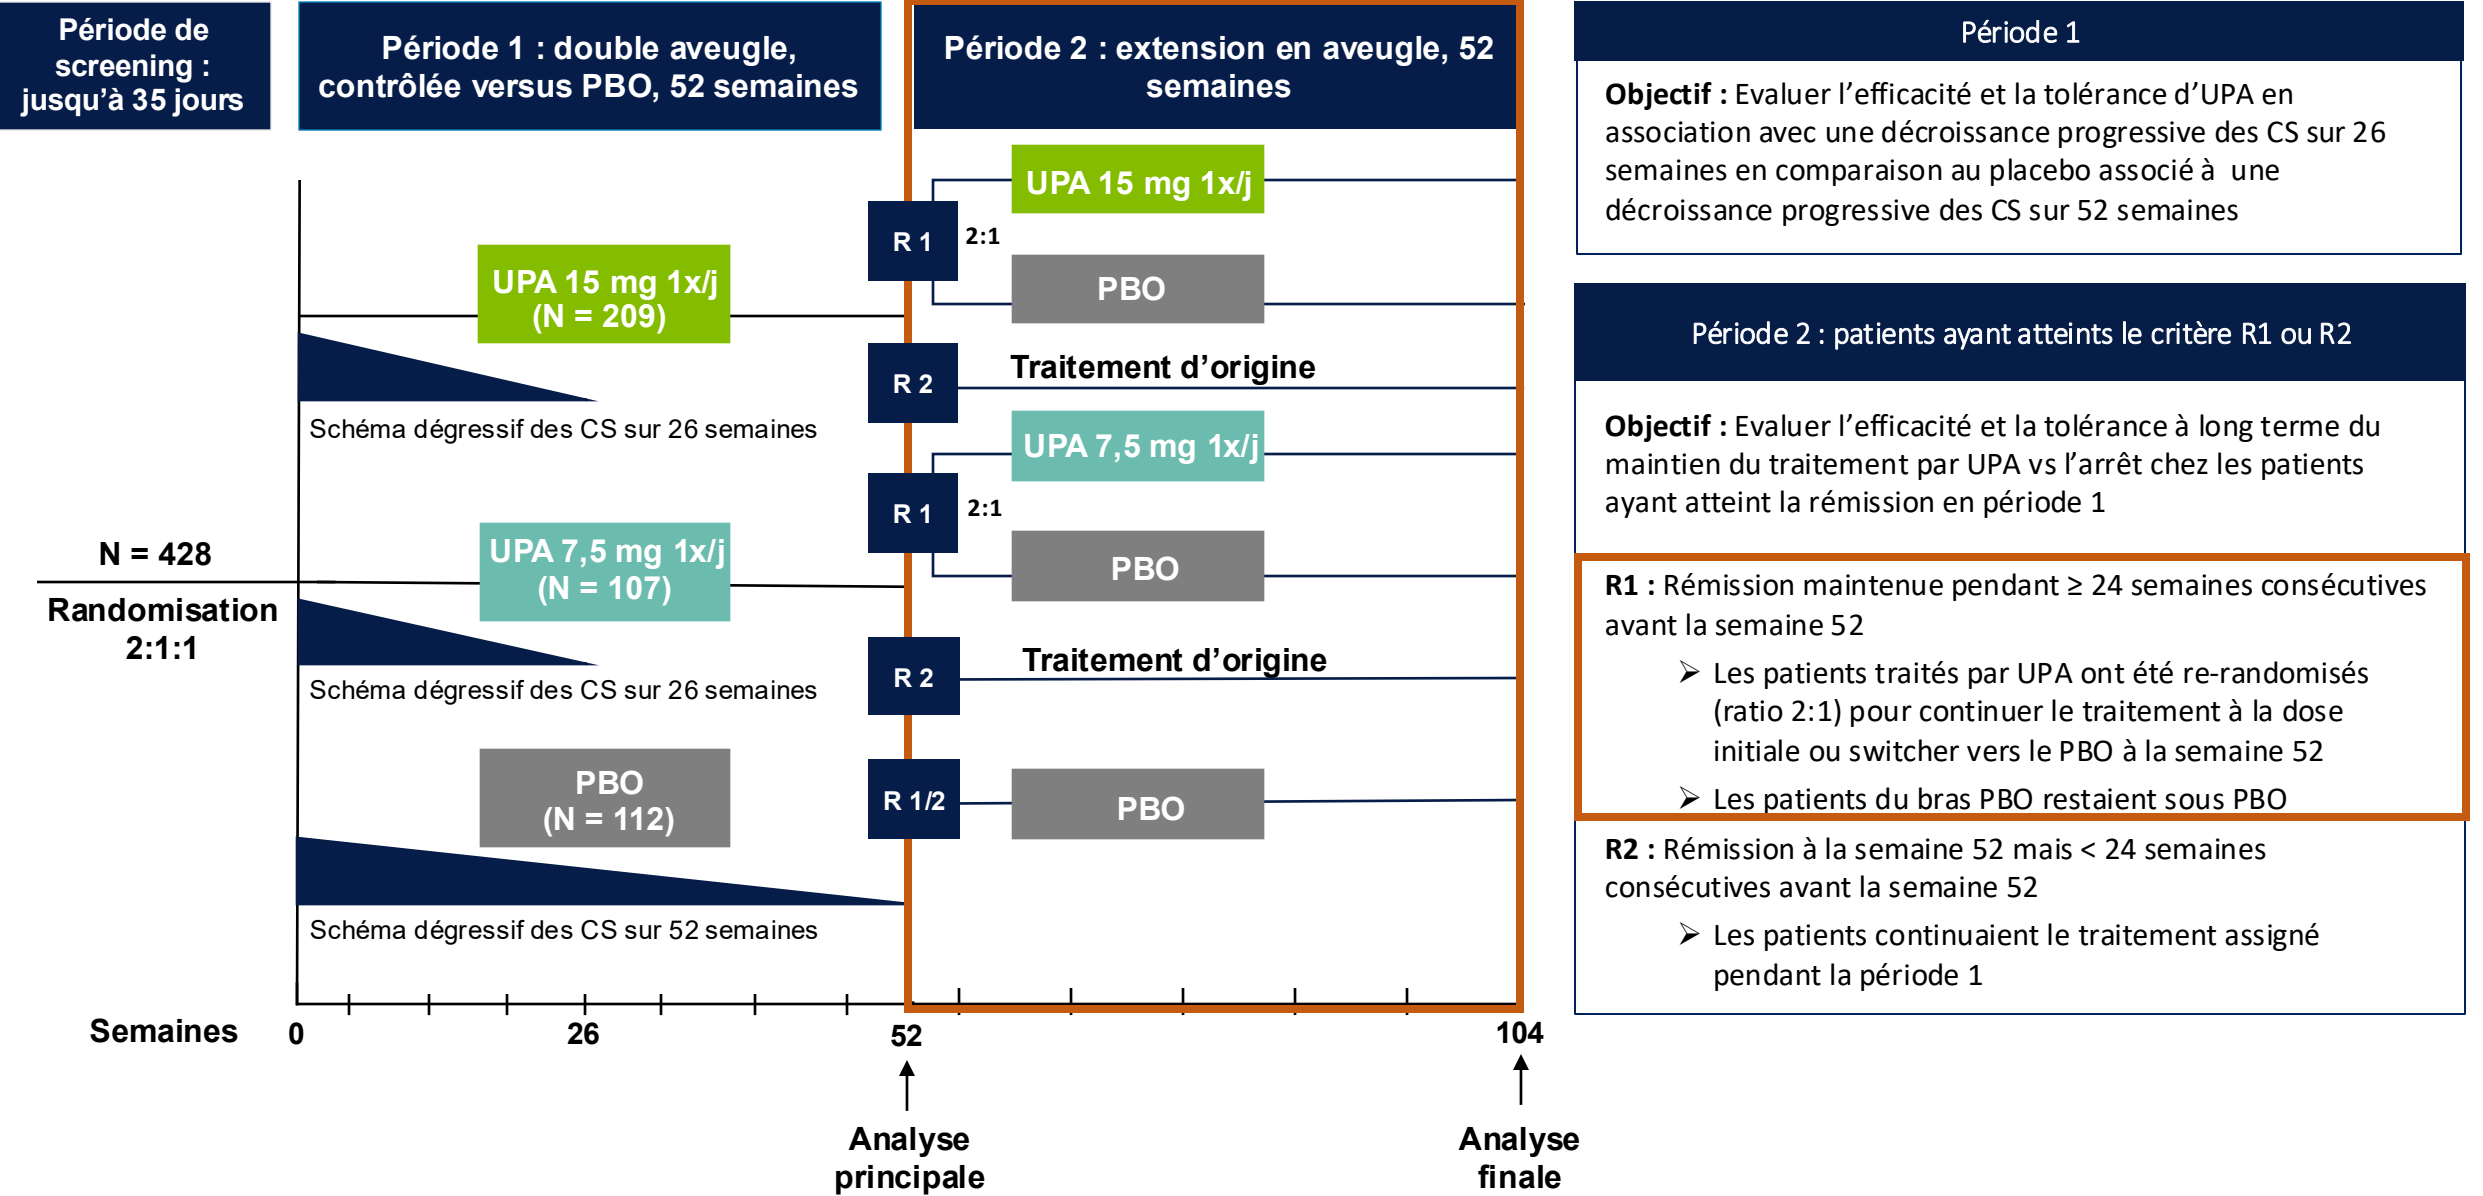 Période de
screening :
jusqu’à 35 jours
Période 1 : double aveugle,
contrôlée versus PBO, 52 semaines
Période 2 : extension en aveugle, 52
semaines
UPA 15 mg 1x/j
(N = 209)
Schéma dégressif des CS sur 26 semaines
N = 428
Randomisation
2:1:1
UPA 7,5 mg 1x/j
(N = 107)
Schéma dégressif des CS sur 26 semaines
PBO
(N = 112)
Schéma dégressif des CS sur 52 semaines
R 1
2:1
UPA 15 mg 1x/j
PBO
R 2
Traitement d’origine
R 1
2:1
UPA 7,5 mg 1x/j
PBO
R 2
Traitement d’origine
R 1/2
PBO
Semaines
0
26
52
104
Analyse
principale
Analyse
finale
Période 1
Objectif : Evaluer l’efficacité et la tolérance d’UPA en
association avec une décroissance progressive des CS sur 26
semaines en comparaison au placebo associé à une
décroissance progressive des CS sur 52 semaines
Période 2 : patients ayant atteints le critère R1 ou R2
Objectif : Evaluer l’efficacité et la tolérance à long terme du
maintien du traitement par UPA vs l’arrêt chez les patients
ayant atteint la rémission en période 1
R1 : Rémission maintenue pendant ≥ 24 semaines consécutives
avant la semaine 52
➢ Les patients traités par UPA ont été re-randomisés
(ratio 2:1) pour continuer le traitement à la dose
initiale ou switcher vers le PBO à la semaine 52
➢ Les patients du bras PBO restaient sous PBO
R2 : Rémission à la semaine 52 mais < 24 semaines
consécutives avant la semaine 52
➢ Les patients continuaient le traitement assigné
pendant la période 1